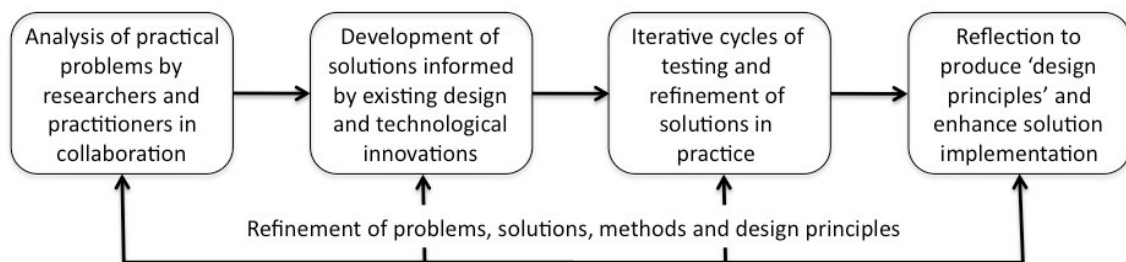 Analysis of practical
problems by
researchers and
practitioners in
collaboration
Development of
solutions informed
by existing design
and technological
innovations
Iterative cycles of
testing and
refinement of
solutions in
practice
Reflection to
produce ‘design
principles’ and
enhance solution
implementation
Refinement of problems, solutions, methods and design principles